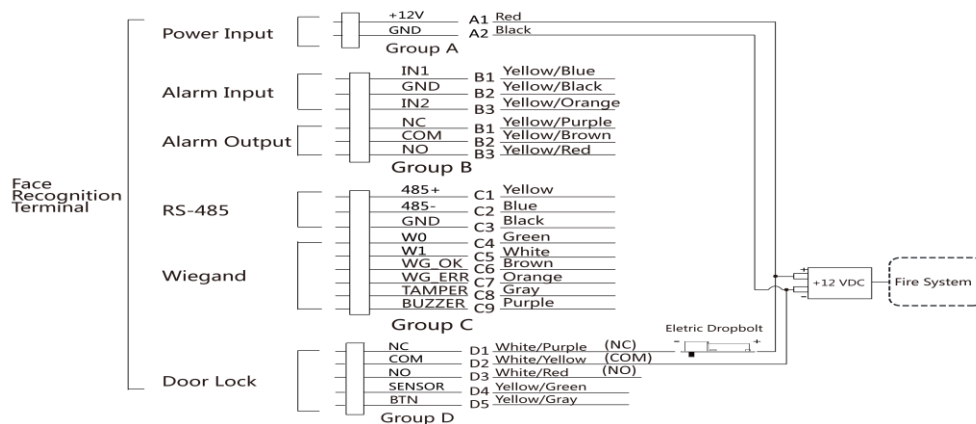 Face
Recognition
Terminal
Power Input
+12V A1 Red
GND A2 Black
Group A
Alarm Input
IN1 B1 Yellow/Blue
GND B2 Yellow/Black
IN2 B3 Yellow/Orange
Alarm Output
NC B1 Yellow/Purple
COM B2 Yellow/Brown
NO B3 Yellow/Red
Group B
RS-485
485+ C1 Yellow
485- C2 Blue
GND C3 Black
Wiegand
W0 C4 Green
W1 C5 White
WG_OK C6 Brown
WG_ERR C7 Orange
TAMPER C8 Gray
BUZZER C9 Purple
Group C
Door Lock
NC D1 White/Purple (NC)
COM D2 White/Yellow (COM)
NO D3 White/Red (NO)
SENSOR D4 Yellow/Green
BTN D5 Yellow/Gray
Group D
Eletric Dropbolt
- +
+
+12 VDC
-
Fire System